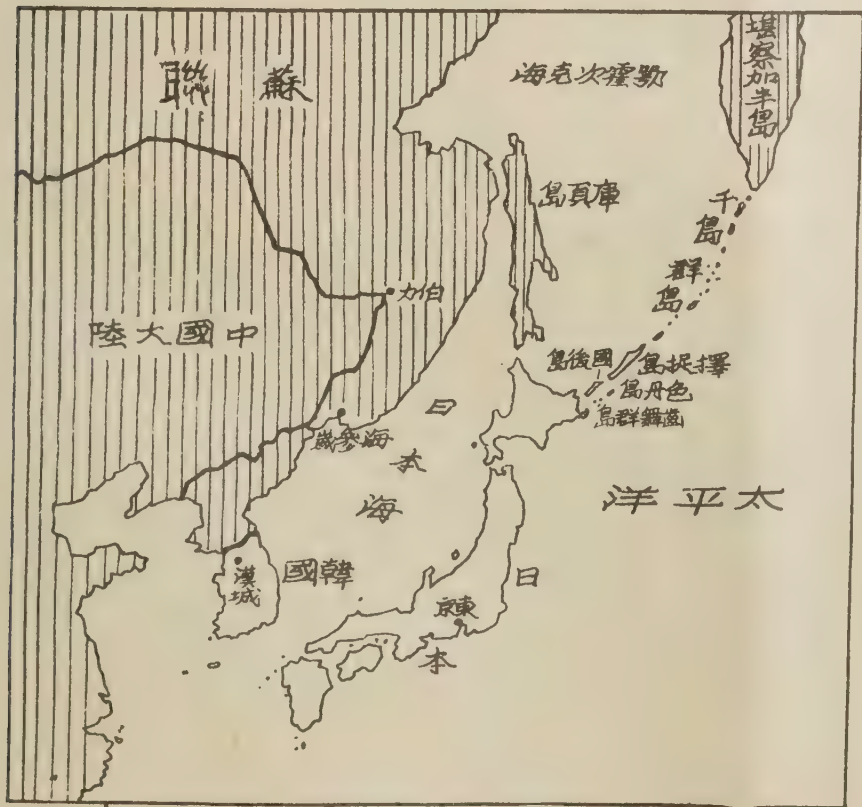 蘇聯
鄂霍次克海
堪察加半島
庫頁島
千島群島
伯力
中國大陸
國後島
擇捉島
色丹島
齒舞群島
海參崴
日本海
太平洋
韓國
漢城
日本
東京